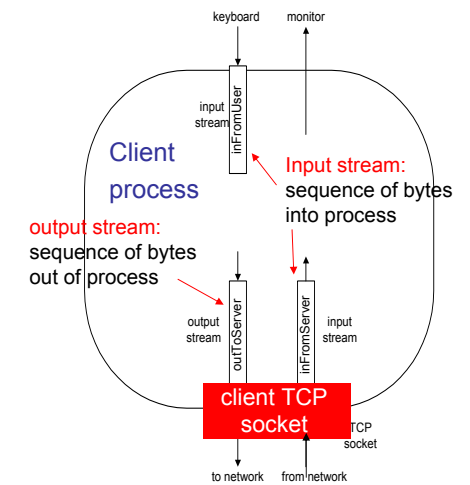 keyboard
monitor
input
stream
inFromUser
Client
process
Input stream:
sequence of bytes
into process
output stream:
sequence of bytes
out of process
output
stream
outToServer
inFromServer
input
stream
client TCP
socket
TCP
socket
to network
from network